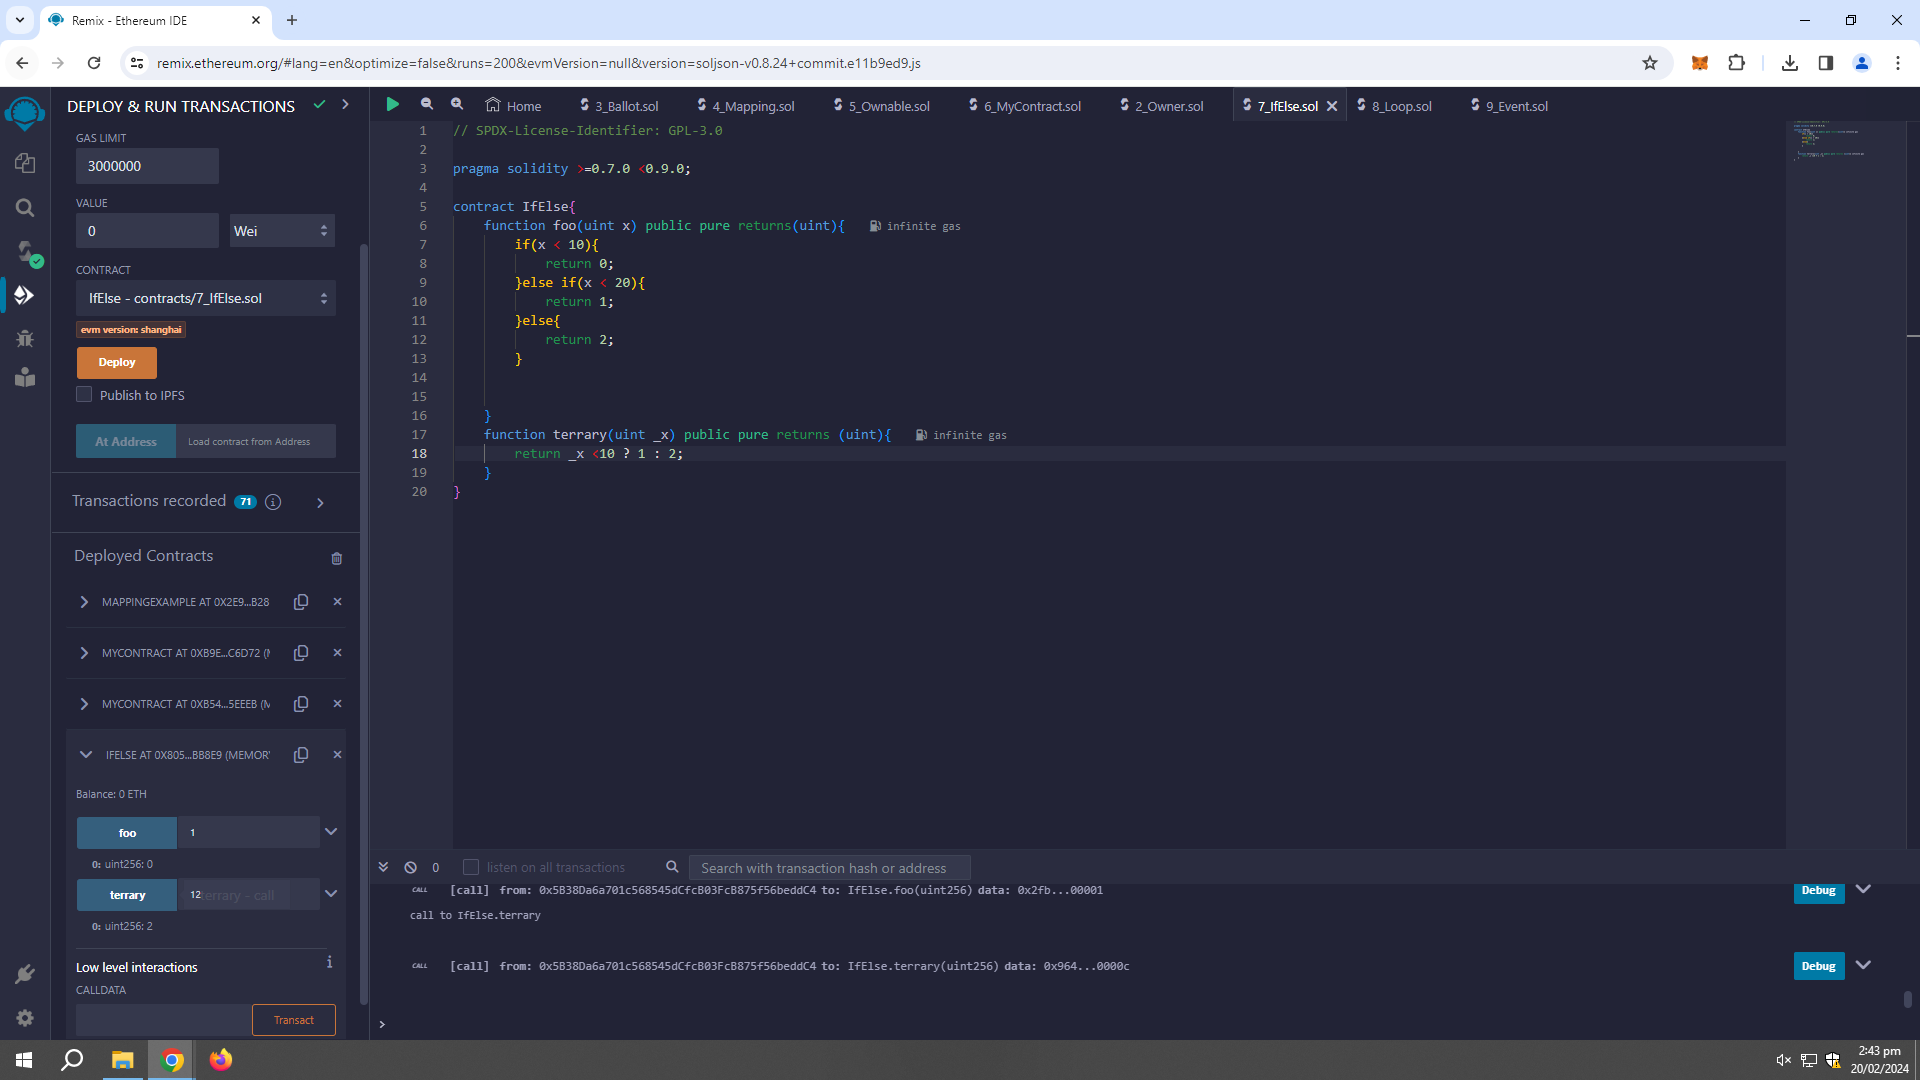 Remix - Ethereum IDE
remix.ethereum.org/#lang=en&optimize=false&runs=200&evmVersion=null&version=soljson-v0.8.24+commit.e11b9ed9.js
DEPLOY & RUN TRANSACTIONS
GAS LIMIT
3000000
VALUE
0
Wei
CONTRACT
IfElse - contracts/7_IfElse.sol
evm version: shanghai
Deploy
Publish to IPFS
At Address
Load contract from Address
Transactions recorded 71 i
Deployed Contracts
MAPPINGEXAMPLE AT 0X2E9...B28
MYCONTRACT AT 0XB9E...C6D72 (
MYCONTRACT AT 0XB54...5EEEB (
IFELSE AT 0X805...BB8E9 (MEMOR
Balance: 0 ETH
foo
1
0: uint256: 0
terrary
12
terrary - call
0: uint256: 2
Low level interactions
i
CALLDATA
Transact
Home
3_Ballot.sol
4_Mapping.sol
5_Ownable.sol
6_MyContract.sol
2_Owner.sol
7_IfElse.sol
8_Loop.sol
9_Event.sol
1 // SPDX-License-Identifier: GPL-3.0
2
3 pragma solidity >=0.7.0 <0.9.0;
4
5 contract IfElse{
6 function foo(uint x) public pure returns(uint){ infinite gas
7 if(x < 10){
8 return 0;
9 }else if(x < 20){
10 return 1;
11 }else{
12 return 2;
13 }
14
15
16 }
17 function terrary(uint _x) public pure returns (uint){ infinite gas
18 return _x <10 ? 1 : 2;
19 }
20 }
0
listen on all transactions
Search with transaction hash or address
CALL [call] from: 0x5B38Da6a701c568545dCfcB03FcB875f56beddC4 to: IfElse.foo(uint256) data: 0x2fb...00001
Debug
call to IfElse.terrary
CALL [call] from: 0x5B38Da6a701c568545dCfcB03FcB875f56beddC4 to: IfElse.terrary(uint256) data: 0x964...0000c
Debug
>
2:43 pm
20/02/2024